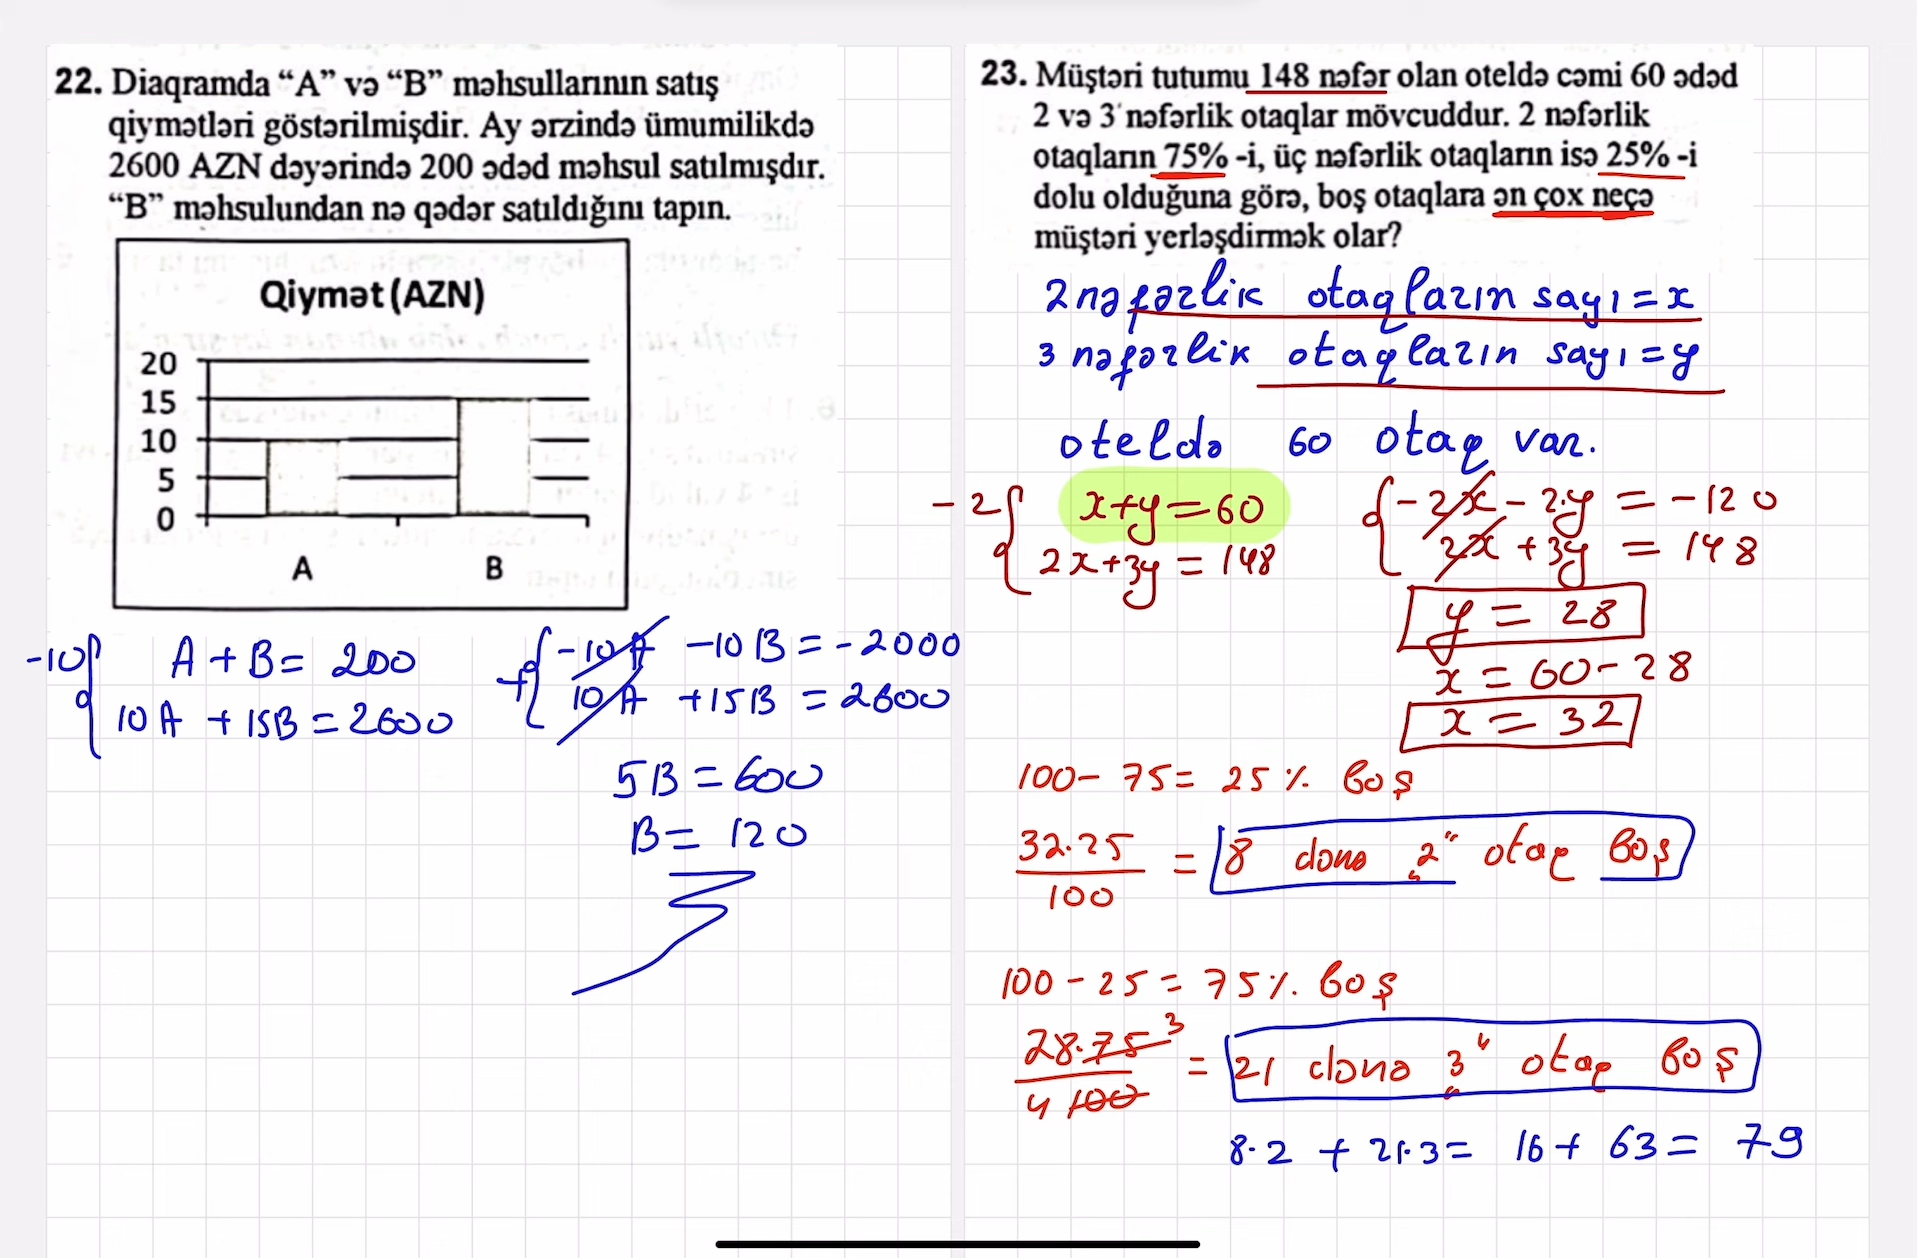 22. Diaqramda “A” və “B” məhsullarının satış
qiymətləri göstərilmişdir. Ay ərzində ümumilikdə
2600 AZN dəyərində 200 ədəd məhsul satılmışdır.
“B” məhsulundan nə qədər satıldığını tapın.
Qiymət (AZN)
20
15
10
5
0
A B
-10 { A + B = 200
10A + 15B = 2600
+ { -10A -10B = -2000
10A +15B = 2600
5B = 600
B = 120
23. Müştəri tutumu 148 nəfər olan oteldə cəmi 60 ədəd
2 və 3 nəfərlik otaqlar mövcuddur. 2 nəfərlik
otaqların 75% -i, üç nəfərlik otaqların isə 25% -i
dolu olduğuna görə, boş otaqlara ən çox neçə
müştəri yerləşdirmək olar?
2 nəfərlik otaqların sayı = x
3 nəfərlik otaqların sayı = y
oteldə 60 otaq var.
-2 { x+y=60
2x+3y = 148
{ -2x - 2y = -120
2x + 3y = 148
y = 28
x = 60-28
x = 32
100- 75= 25 % boş
32·25/100 = 8 dənə 2" otaq boş
100 - 25 = 75% boş
28·75 3/4 100 = 21 dənə 3" otaq boş
8·2 + 21·3 = 16 + 63 = 79